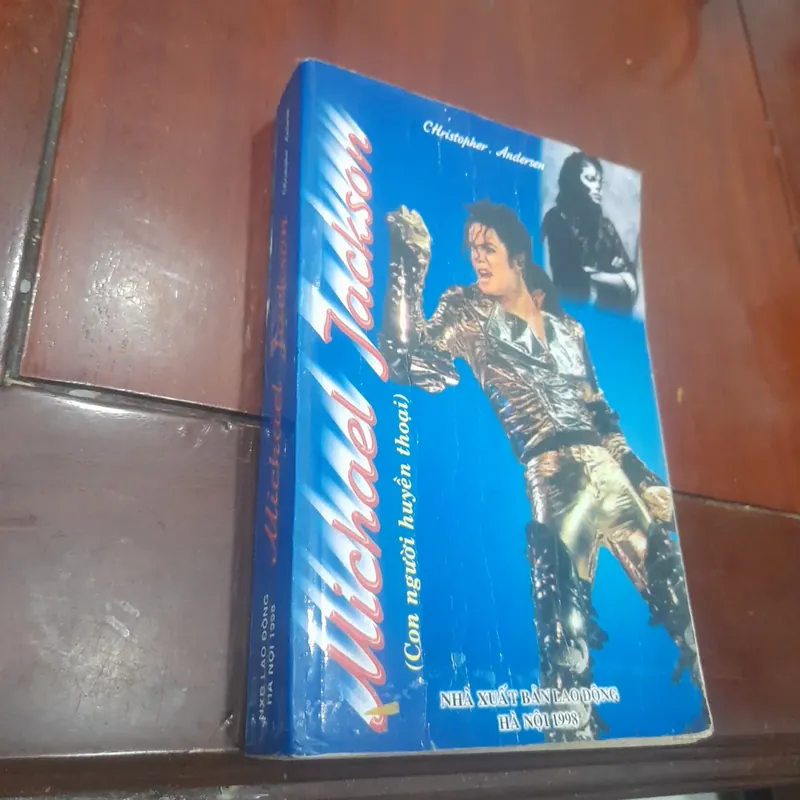 CHristopher . Andersen
Michael Jackson
(Con người huyền thoại)
NHÀ XUẤT BẢN LAO ĐỘNG
HÀ NỘI 1998
Michael Jackson
NXB LAO ĐỘNG
HÀ NỘI 1998